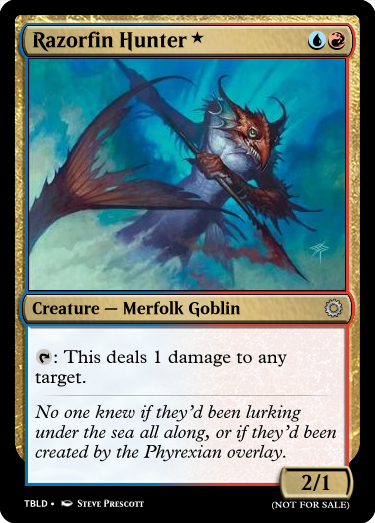 Razorfin Hunter ★
Creature — Merfolk Goblin
: This deals 1 damage to any
target.
No one knew if they'd been lurking
under the sea all along, or if they'd been
created by the Phyrexian overlay.
2/1
TBLD • Steve Prescott
(NOT FOR SALE)